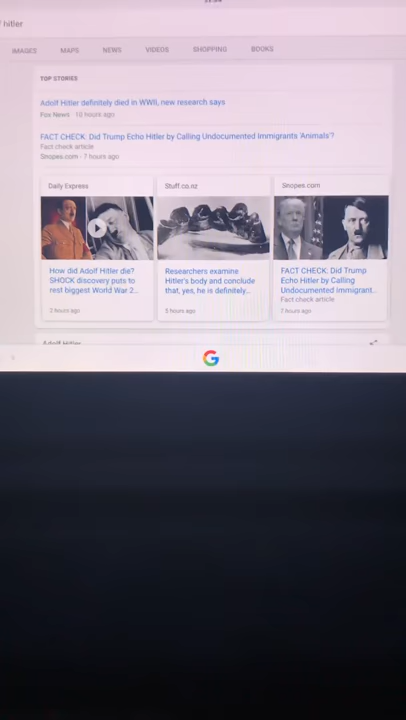 hitler
IMAGES MAPS NEWS VIDEOS SHOPPING BOOKS
TOP STORIES
Adolf Hitler definitely died in WWII, new research says
Fox News 10 hours ago
FACT CHECK: Did Trump Echo Hitler by Calling Undocumented Immigrants 'Animals'?
Fact check article
Snopes.com - 7 hours ago
Daily Express
How did Adolf Hitler die?
SHOCK discovery puts to
rest biggest World War 2...
3 hours ago
Stuff.co.nz
Researchers examine
Hitler's body and conclude
that, yes, he is definitely...
5 hours ago
Snopes.com
FACT CHECK: Did Trump
Echo Hitler by Calling
Undocumented Immigrant...
Fact check article
7 hours ago
Adolf Hitler
G